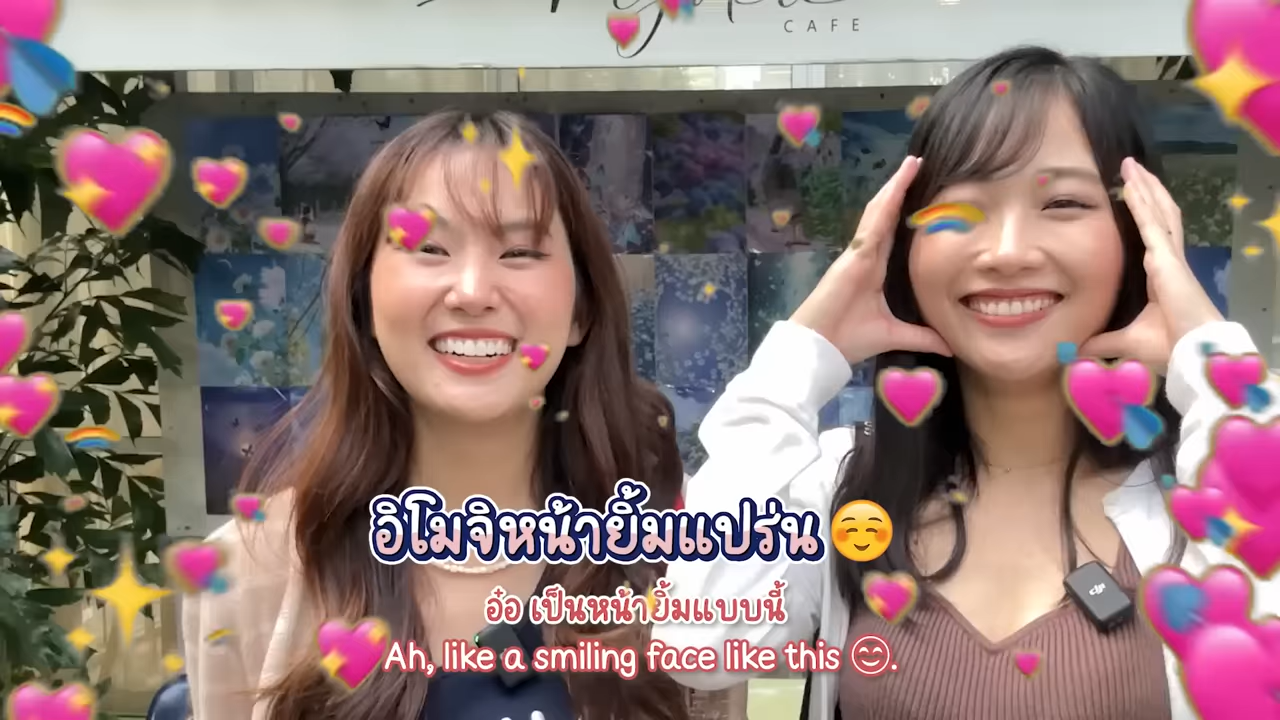 CAFE
อิโมจิหน้ายิ้มแปร่น☺️
อ๋อ เป็นหน้ายิ้มแบบนี้
Ah, like a smiling face like this 😊.
dji